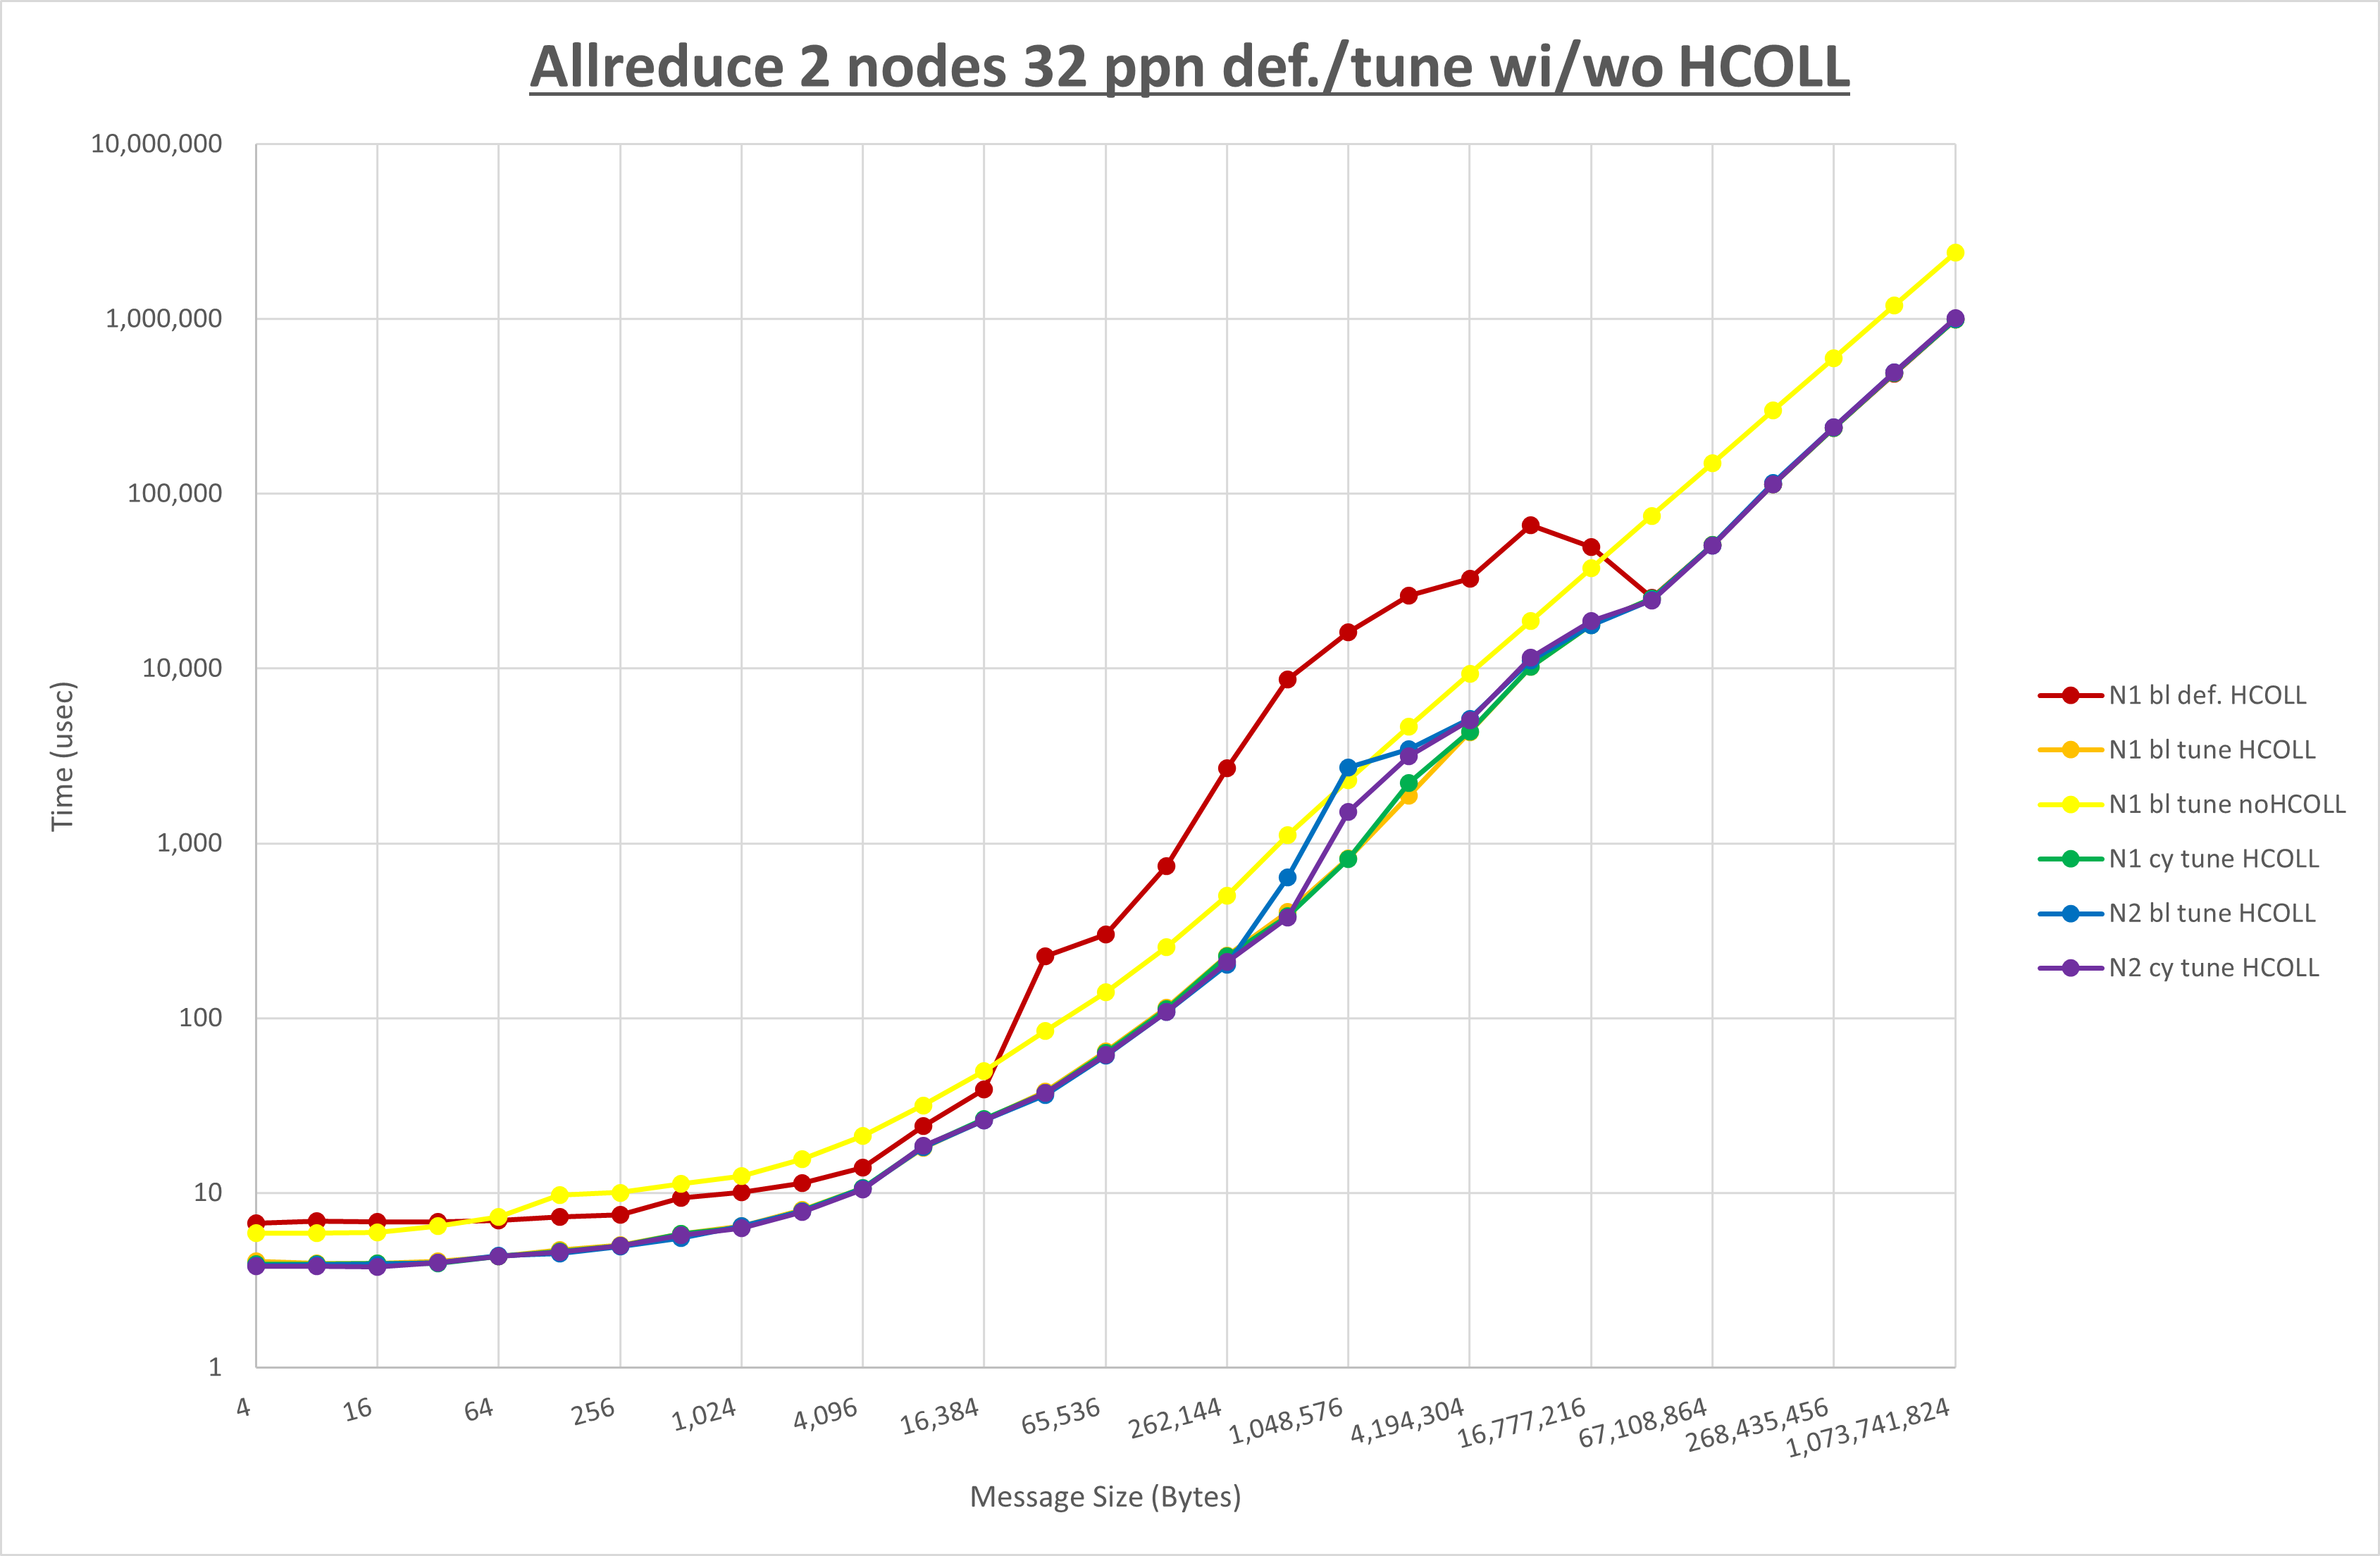 Allreduce 2 nodes 32 ppn def./tune wi/wo HCOLL
10,000,000
1,000,000
100,000
10,000
1,000
100
10
1
Time (usec)
4
16
64
256
1,024
4,096
16,384
65,536
262,144
1,048,576
4,194,304
16,777,216
67,108,864
268,435,456
1,073,741,824
Message Size (Bytes)
N1 bl def. HCOLL
N1 bl tune HCOLL
N1 bl tune noHCOLL
N1 cy tune HCOLL
N2 bl tune HCOLL
N2 cy tune HCOLL